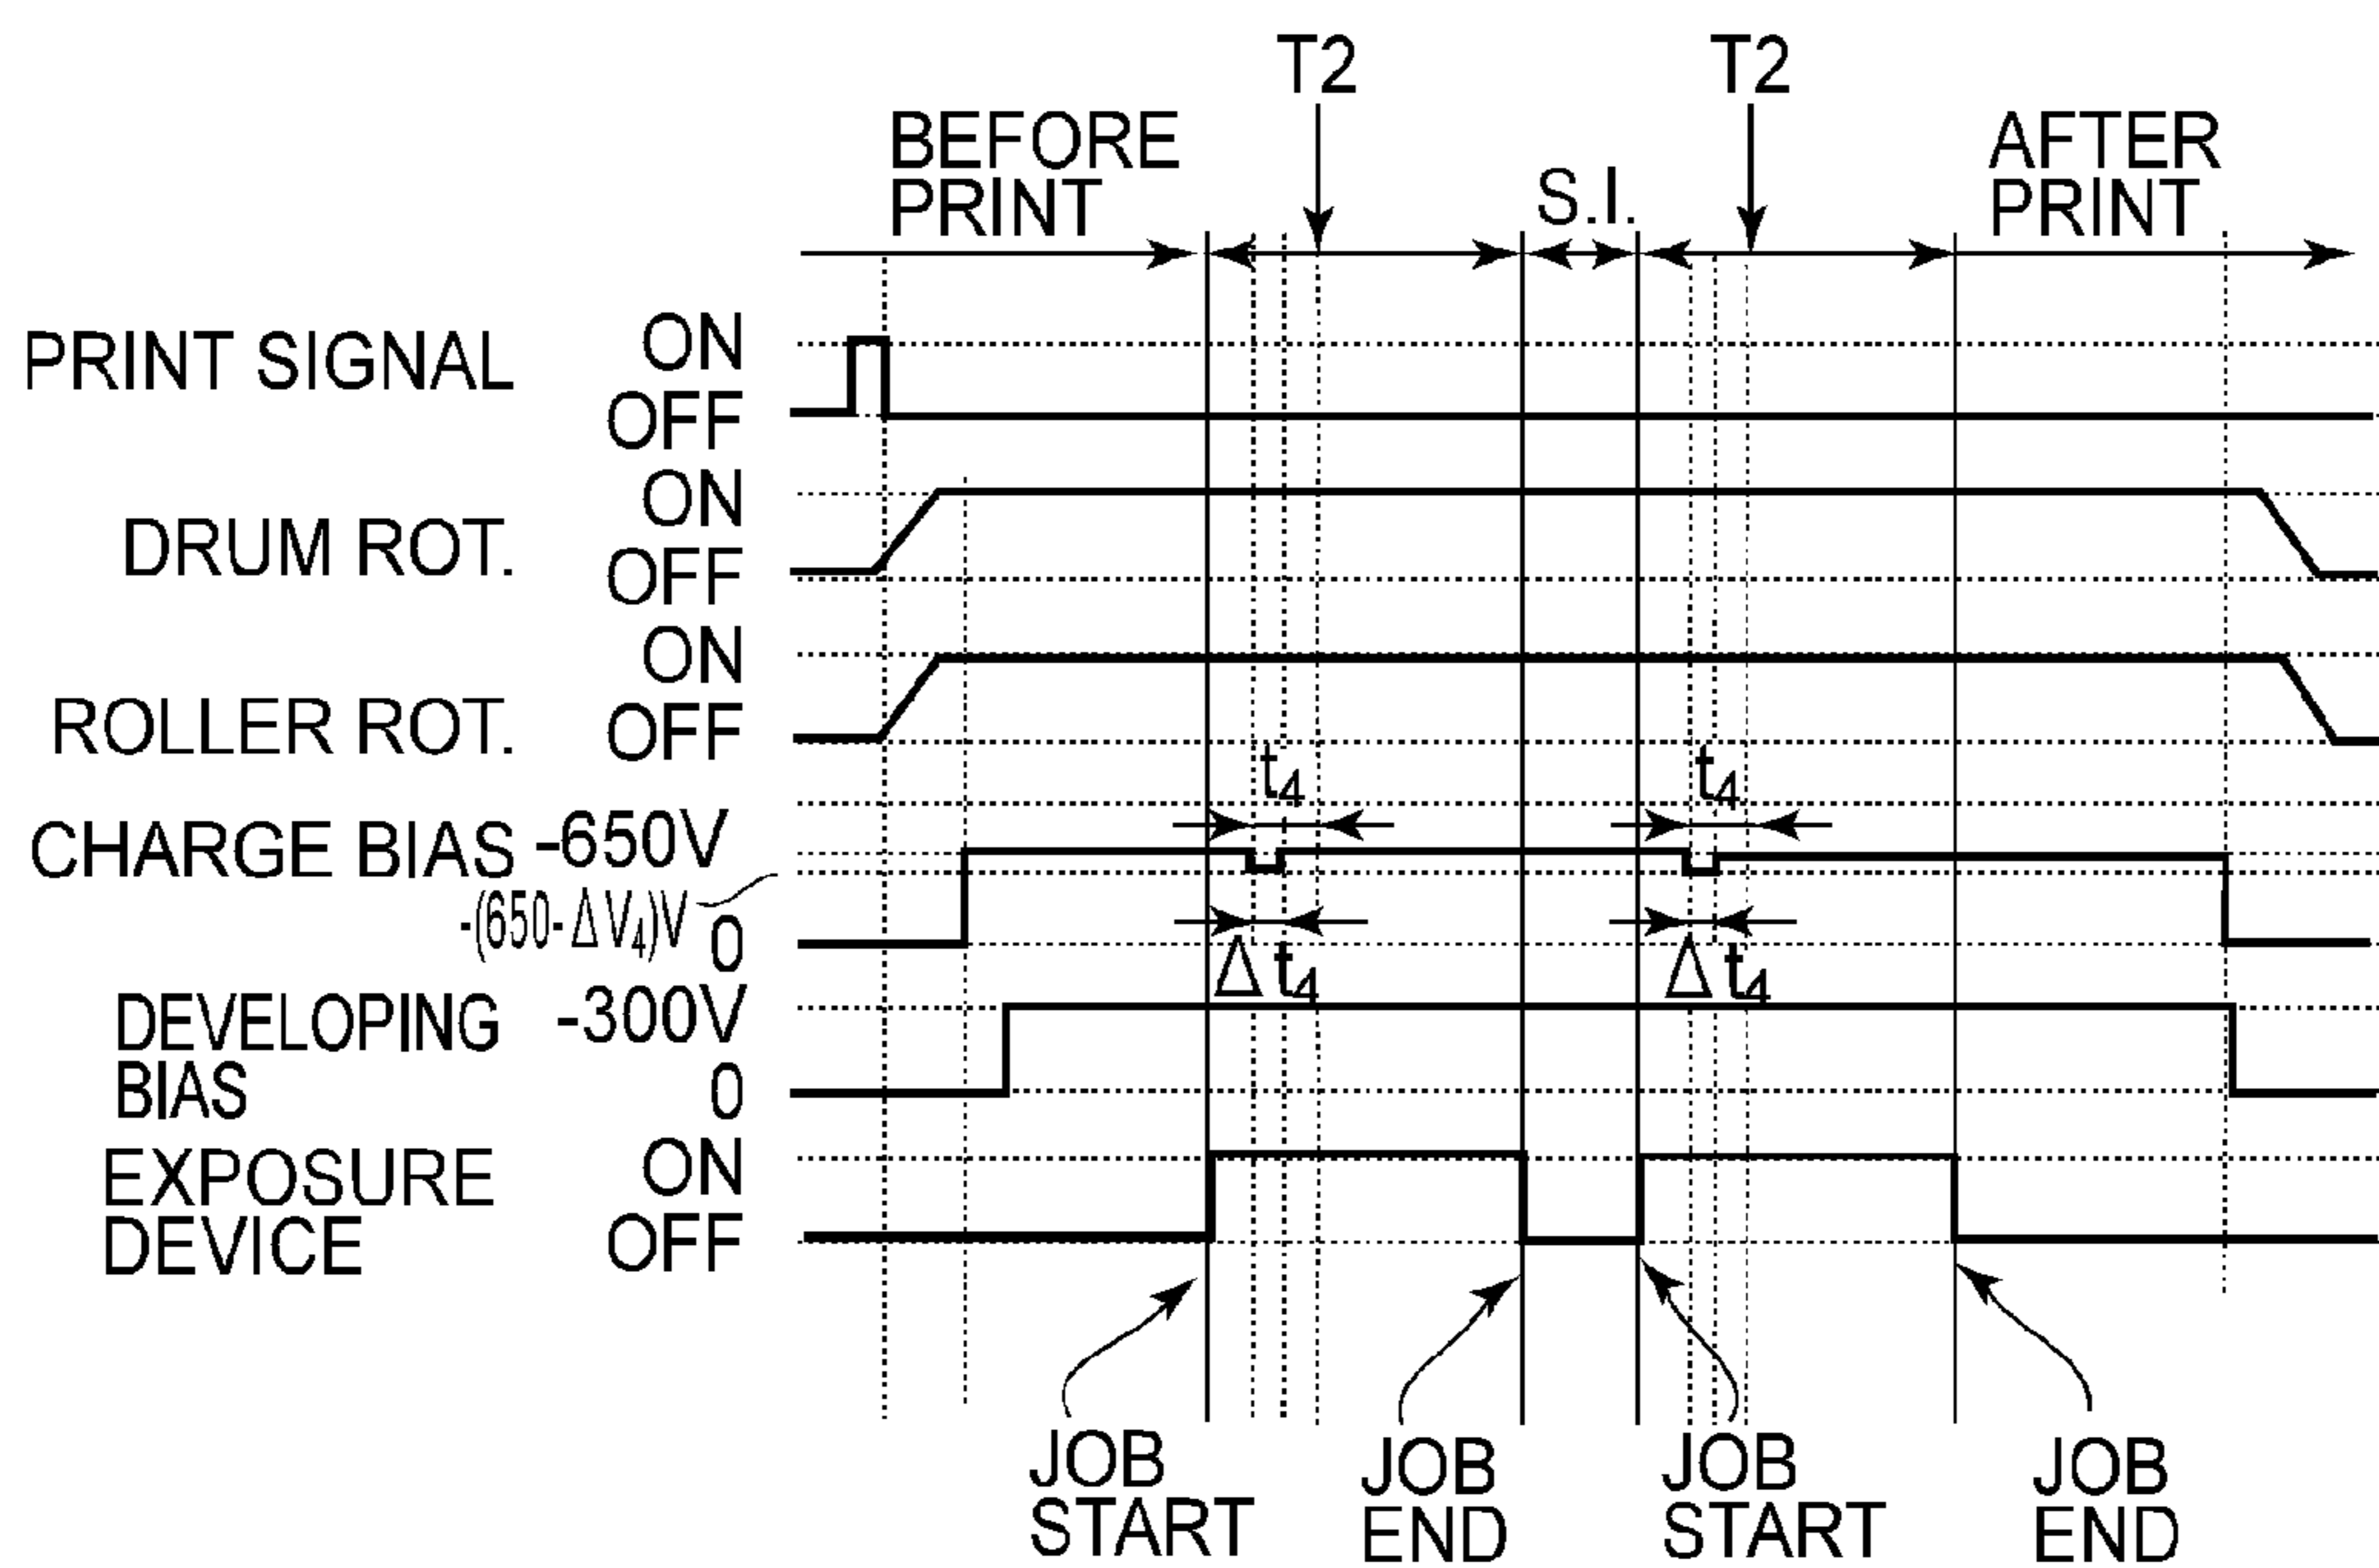 T2
T2
BEFORE
PRINT
S.I.
AFTER
PRINT
PRINT SIGNAL
ON
OFF
DRUM ROT.
ON
OFF
ROLLER ROT.
ON
OFF
t4
t4
CHARGE BIAS
-650V
-(650-ΔV4)V
0
Δt4
Δt4
DEVELOPING
BIAS
-300V
0
EXPOSURE
DEVICE
ON
OFF
JOB
START
JOB
END
JOB
START
JOB
END